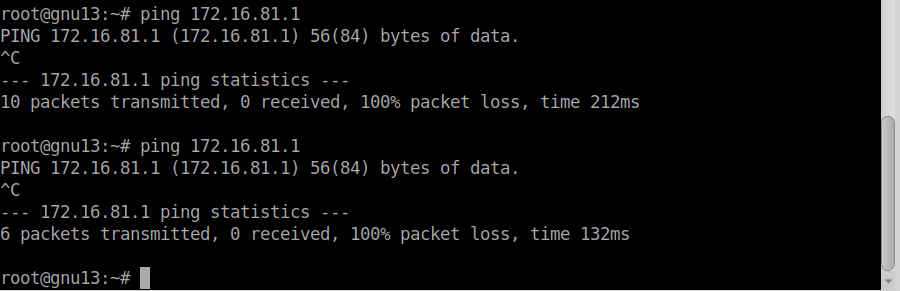 root@gnu13:~# ping 172.16.81.1
PING 172.16.81.1 (172.16.81.1) 56(84) bytes of data.
^C
--- 172.16.81.1 ping statistics ---
10 packets transmitted, 0 received, 100% packet loss, time 212ms
root@gnu13:~# ping 172.16.81.1
PING 172.16.81.1 (172.16.81.1) 56(84) bytes of data.
^C
--- 172.16.81.1 ping statistics ---
6 packets transmitted, 0 received, 100% packet loss, time 132ms
root@gnu13:~#